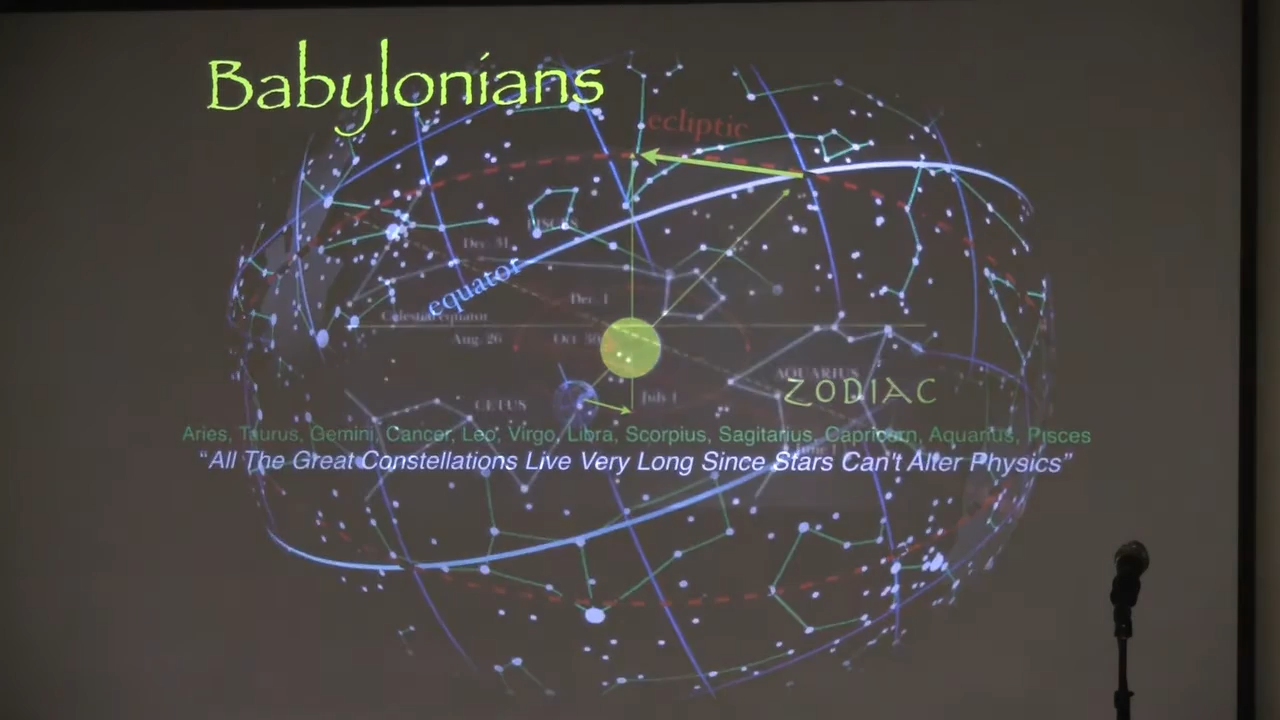 Babylonians
ecliptic
PISCES
Dec. 31
equator
Dec. 1
Celestial equator
Aug. 26
Oct. 30
AQUARIUS
ZODIAC
July 1
CETUS
Aries, Taurus, Gemini, Cancer, Leo, Virgo, Libra, Scorpius, Sagitarius, Capricorn, Aquarius, Pisces
“All The Great Constellations Live Very Long Since Stars Can't Alter Physics”